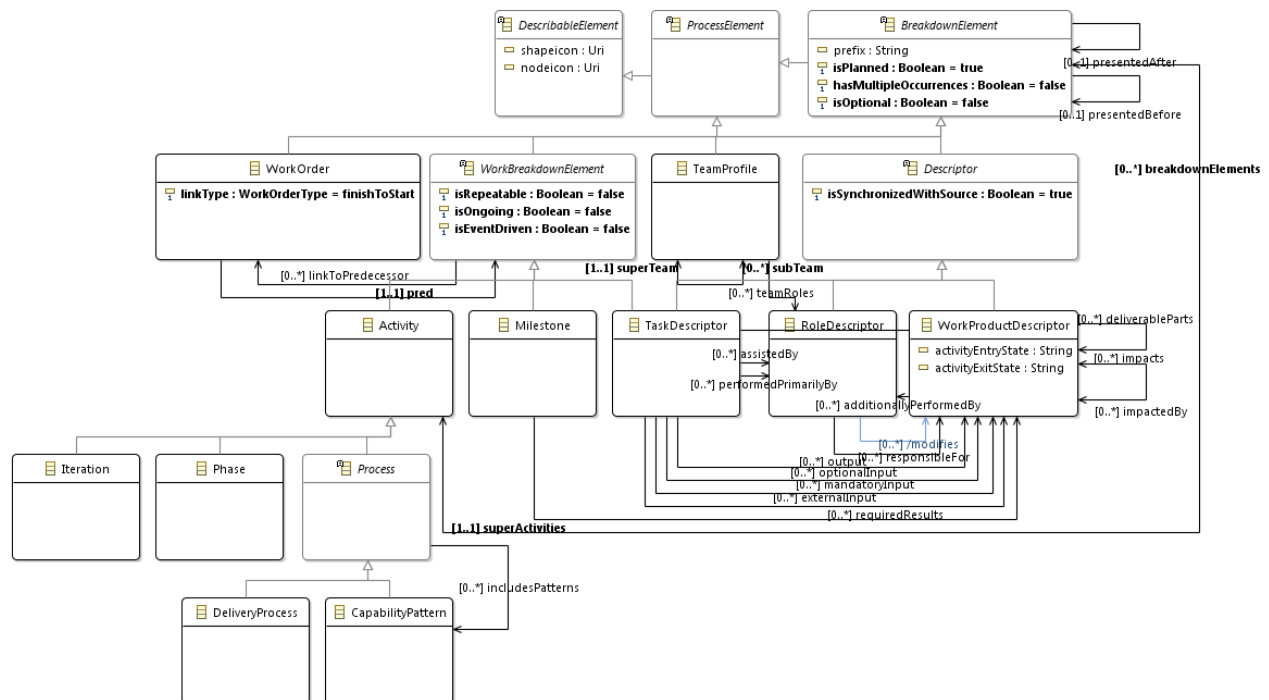 DescribableElement
shapeicon : Uri
nodeicon : Uri
ProcessElement
BreakdownElement
prefix : String
isPlanned : Boolean = true
hasMultipleOccurrences : Boolean = false
isOptional : Boolean = false
[0..1] presentedAfter
[0..1] presentedBefore
WorkOrder
linkType : WorkOrderType = finishToStart
WorkBreakdownElement
isRepeatable : Boolean = false
isOngoing : Boolean = false
isEventDriven : Boolean = false
TeamProfile
Descriptor
isSynchronizedWithSource : Boolean = true
[0..*] breakdownElements
[0..*] linkToPredecessor
[1..1] pred
[1..1] superTeam
[0..*] subTeam
[0..*] teamRoles
Activity
Milestone
TaskDescriptor
RoleDescriptor
WorkProductDescriptor
activityEntryState : String
activityExitState : String
[0..*] deliverableParts
[0..*] impacts
[0..*] impactedBy
[0..*] assistedBy
[0..*] performedPrimarilyBy
[0..*] additionallyPerformedBy
[0..*] /modifies
[0..*] responsibleFor
[0..*] output
[0..*] optionalInput
[0..*] mandatoryInput
[0..*] externalInput
[0..*] requiredResults
Iteration
Phase
Process
[1..1] superActivities
[0..*] includesPatterns
DeliveryProcess
CapabilityPattern